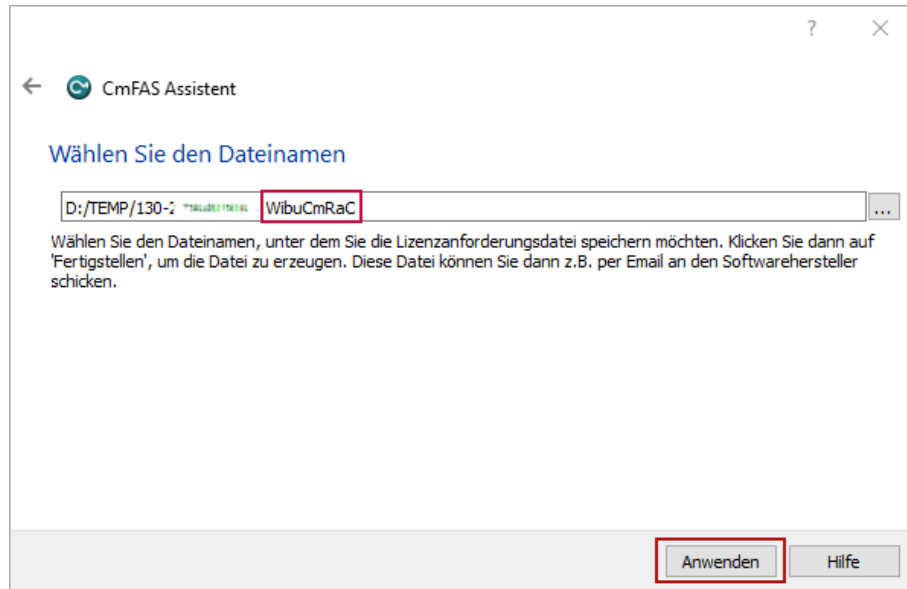 ?
CmFAS Assistent
Wählen Sie den Dateinamen
D:/TEMP/130-2 WibuCmRaC
...
Wählen Sie den Dateinamen, unter dem Sie die Lizenzanforderungsdatei speichern möchten. Klicken Sie dann auf
'Fertigstellen', um die Datei zu erzeugen. Diese Datei können Sie dann z.B. per Email an den Softwarehersteller
schicken.
Anwenden
Hilfe